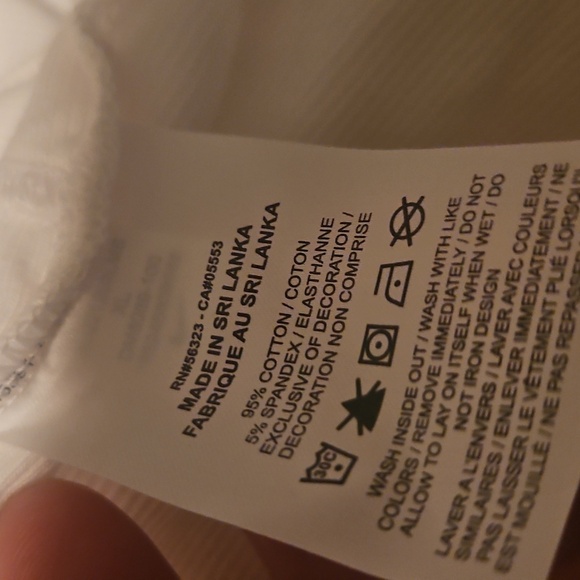 RN#56323 - CA#05553
MADE IN SRI LANKA
FABRIQUE AU SRI LANKA
95% COTTON / COTON
5% SPANDEX / ELASTHANNE
EXCLUSIVE OF DECORATION /
DECORATION NON COMPRISE
30C
WASH INSIDE OUT / WASH WITH LIKE
COLORS / REMOVE IMMEDIATELY / DO NOT
ALLOW TO LAY ON ITSELF WHEN WET / DO
NOT IRON DESIGN
LAVER A L'ENVERS / LAVER AVEC COULEURS
SIMILAIRES / ENLEVER IMMEDIATEMENT / NE
PAS LAISSER LE VÊTEMENT PLIÉ LORSQU'IL
EST MOUILLÉ / NE PAS REPASSER